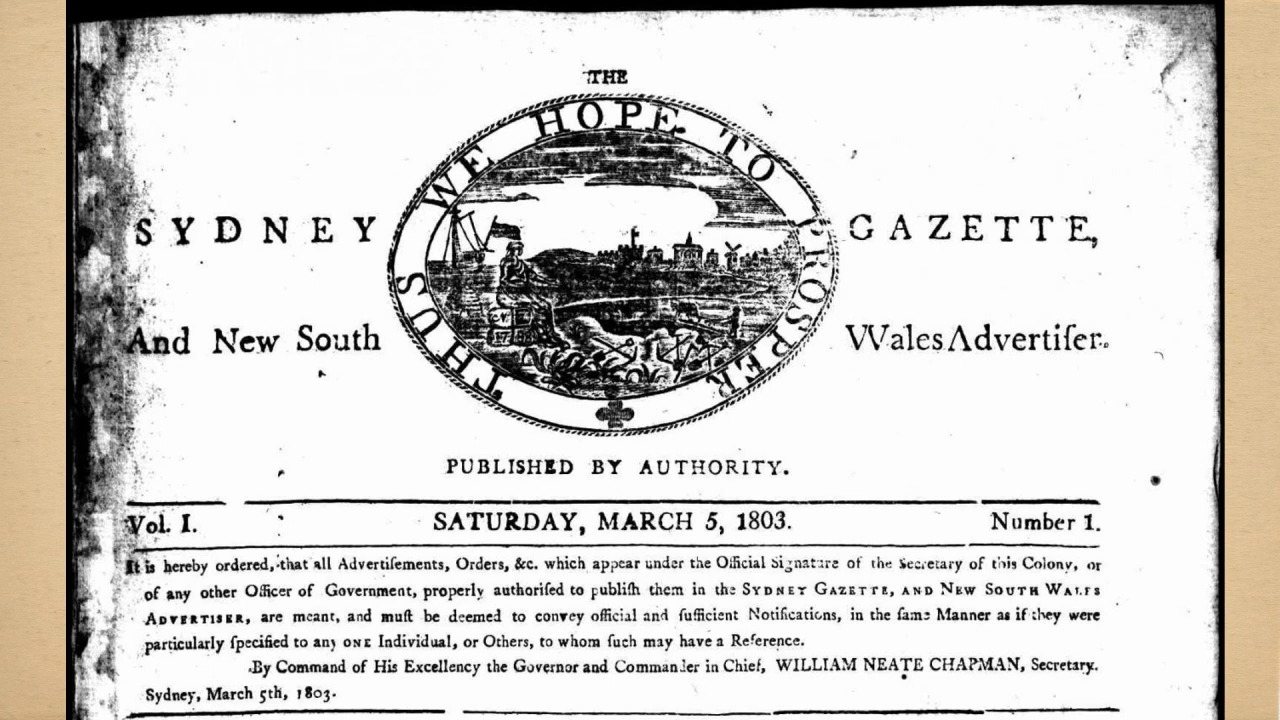 THE
THUS WE HOPE TO PROSPER
SYDNEY GAZETTE,
And New South Wales Advertiſer.
PUBLISHED BY AUTHORITY.
Vol. I. SATURDAY, MARCH 5, 1803. Number 1.
It is hereby ordered, that all Advertiſements, Orders, &c. which appear under the Official Signature of the Secretary of this Colony, or
of any other Officer of Government, properly authoriſed to publiſh them in the SYDNEY GAZETTE, AND NEW SOUTH WALES
ADVERTISER, are meant, and muſt be deemed to convey official and ſufficient Notifications, in the ſame Manner as if they were
particularly ſpecified to any ONE Individual, or Others, to whom ſuch may have a Reference.
By Command of His Excellency the Governor and Commander in Chief, WILLIAM NEATE CHAPMAN, Secretary.
Sydney, March 5th, 1803.